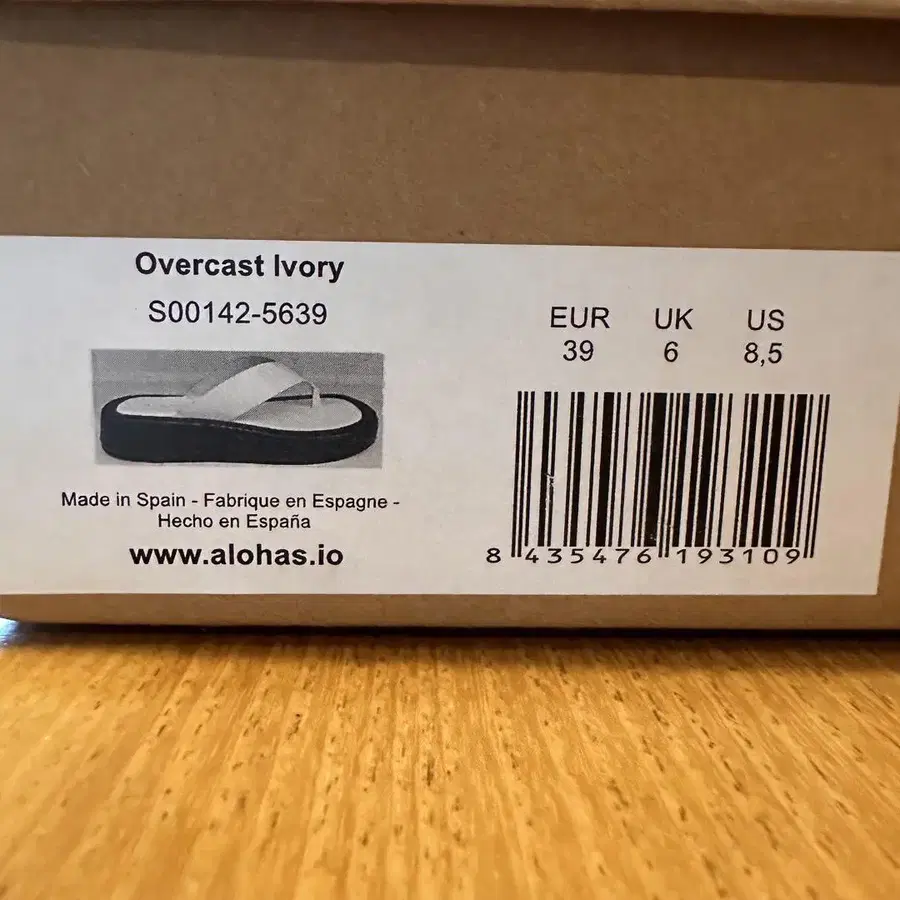 Overcast Ivory
S00142-5639
Made in Spain - Fabrique en Espagne -
Hecho en España
www.alohas.io
EUR UK US
39 6 8,5
8 435476 193109